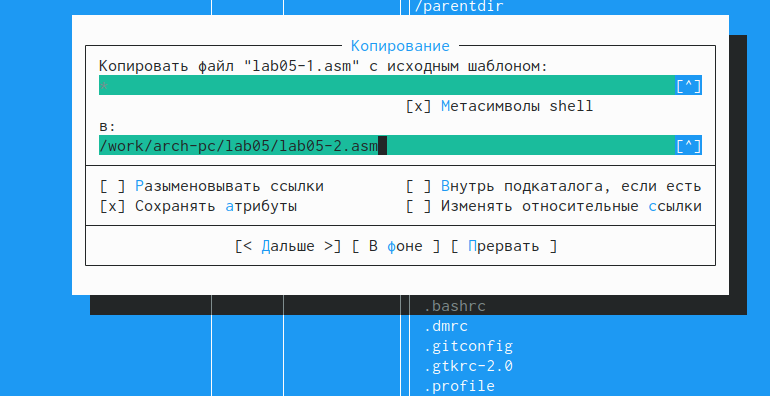 /parentdir
Копирование
Копировать файл "lab05-1.asm" с исходным шаблоном:
* [^]
[x] Метасимволы shell
в:
/work/arch-pc/lab05/lab05-2.asm [^]
[ ] Разыменовывать ссылки [ ] Внутрь подкаталога, если есть
[x] Сохранять атрибуты [ ] Изменять относительные ссылки
[< Дальше >] [ В фоне ] [ Прервать ]
.bashrc
.dmrc
.gitconfig
.gtkrc-2.0
.profile